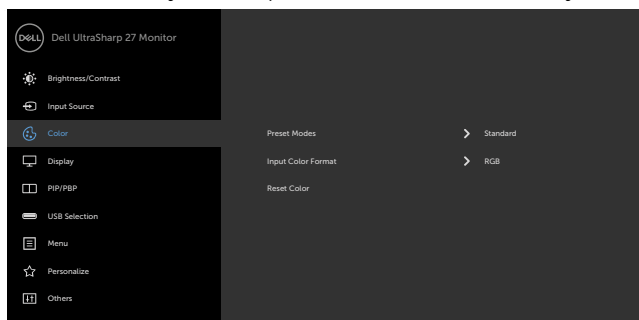 DELL Dell UltraSharp 27 Monitor
Brightness/Contrast
Input Source
Color Preset Modes Standard
Display Input Color Format RGB
PIP/PBP Reset Color
USB Selection
Menu
Personalize
Others